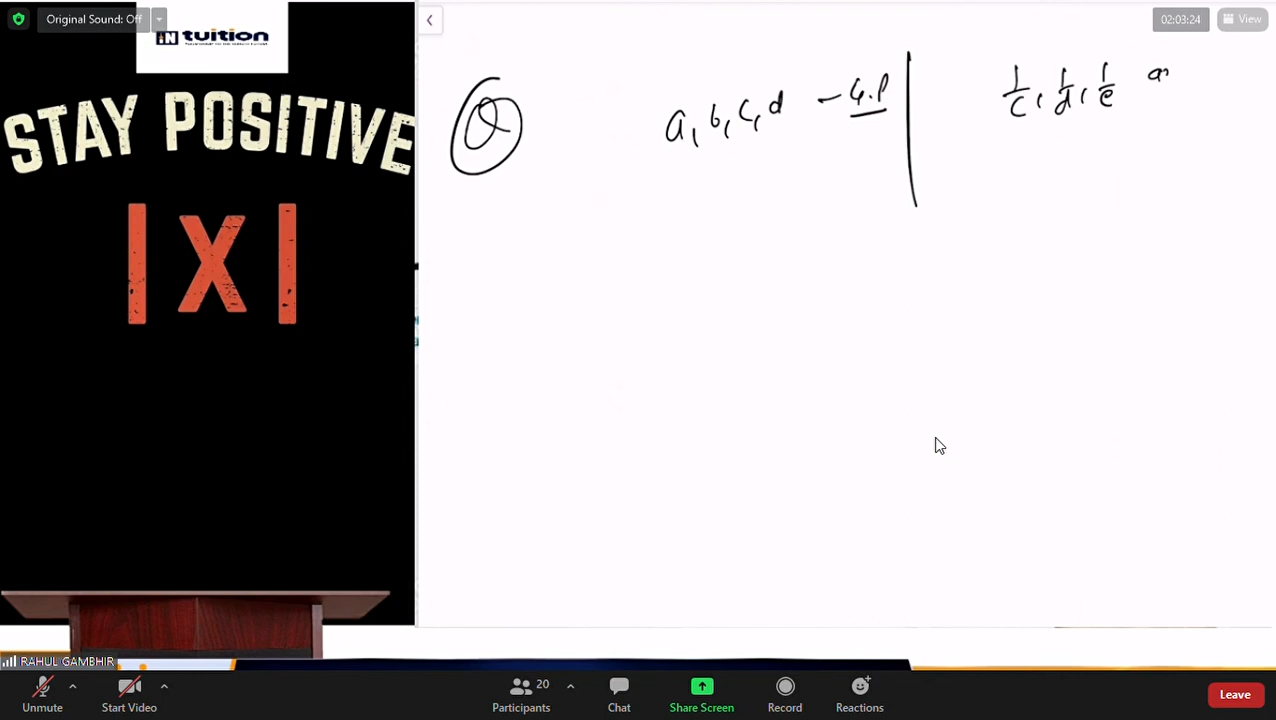 Original Sound: Off
02:03:24
View
iN tuition
STAY POSITIVE
|x|
Q
a, b, c, d – G.P
1/c, 1/d, 1/e a
RAHUL GAMBHIR
Unmute
Start Video
20
Participants
Chat
Share Screen
Record
Reactions
Leave